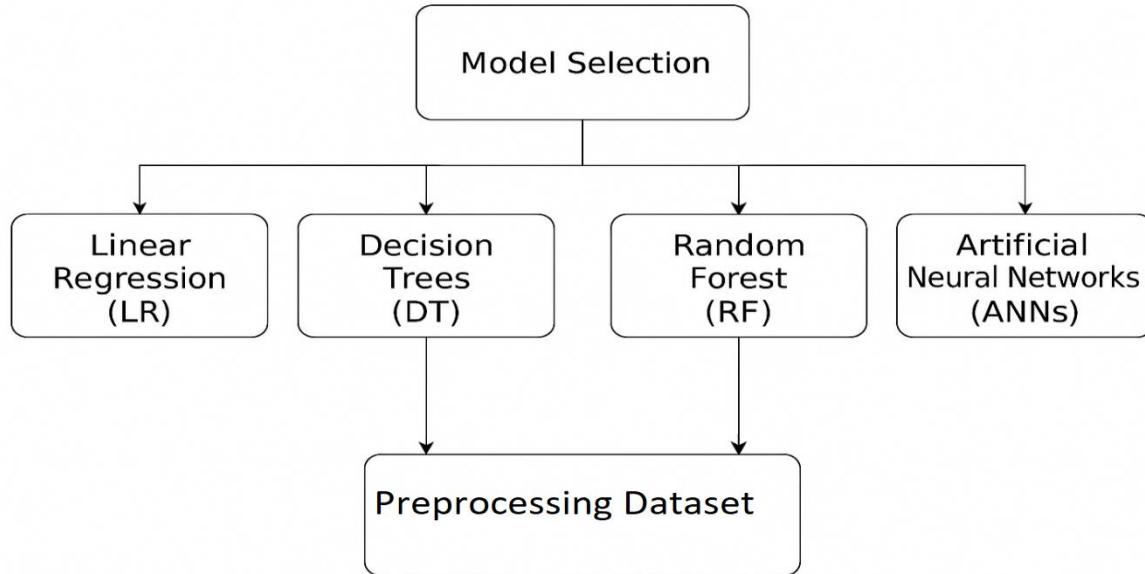 Model Selection
Linear
Regression
(LR)
Decision
Trees
(DT)
Random
Forest
(RF)
Artificial
Neural Networks
(ANNs)
Preprocessing Dataset